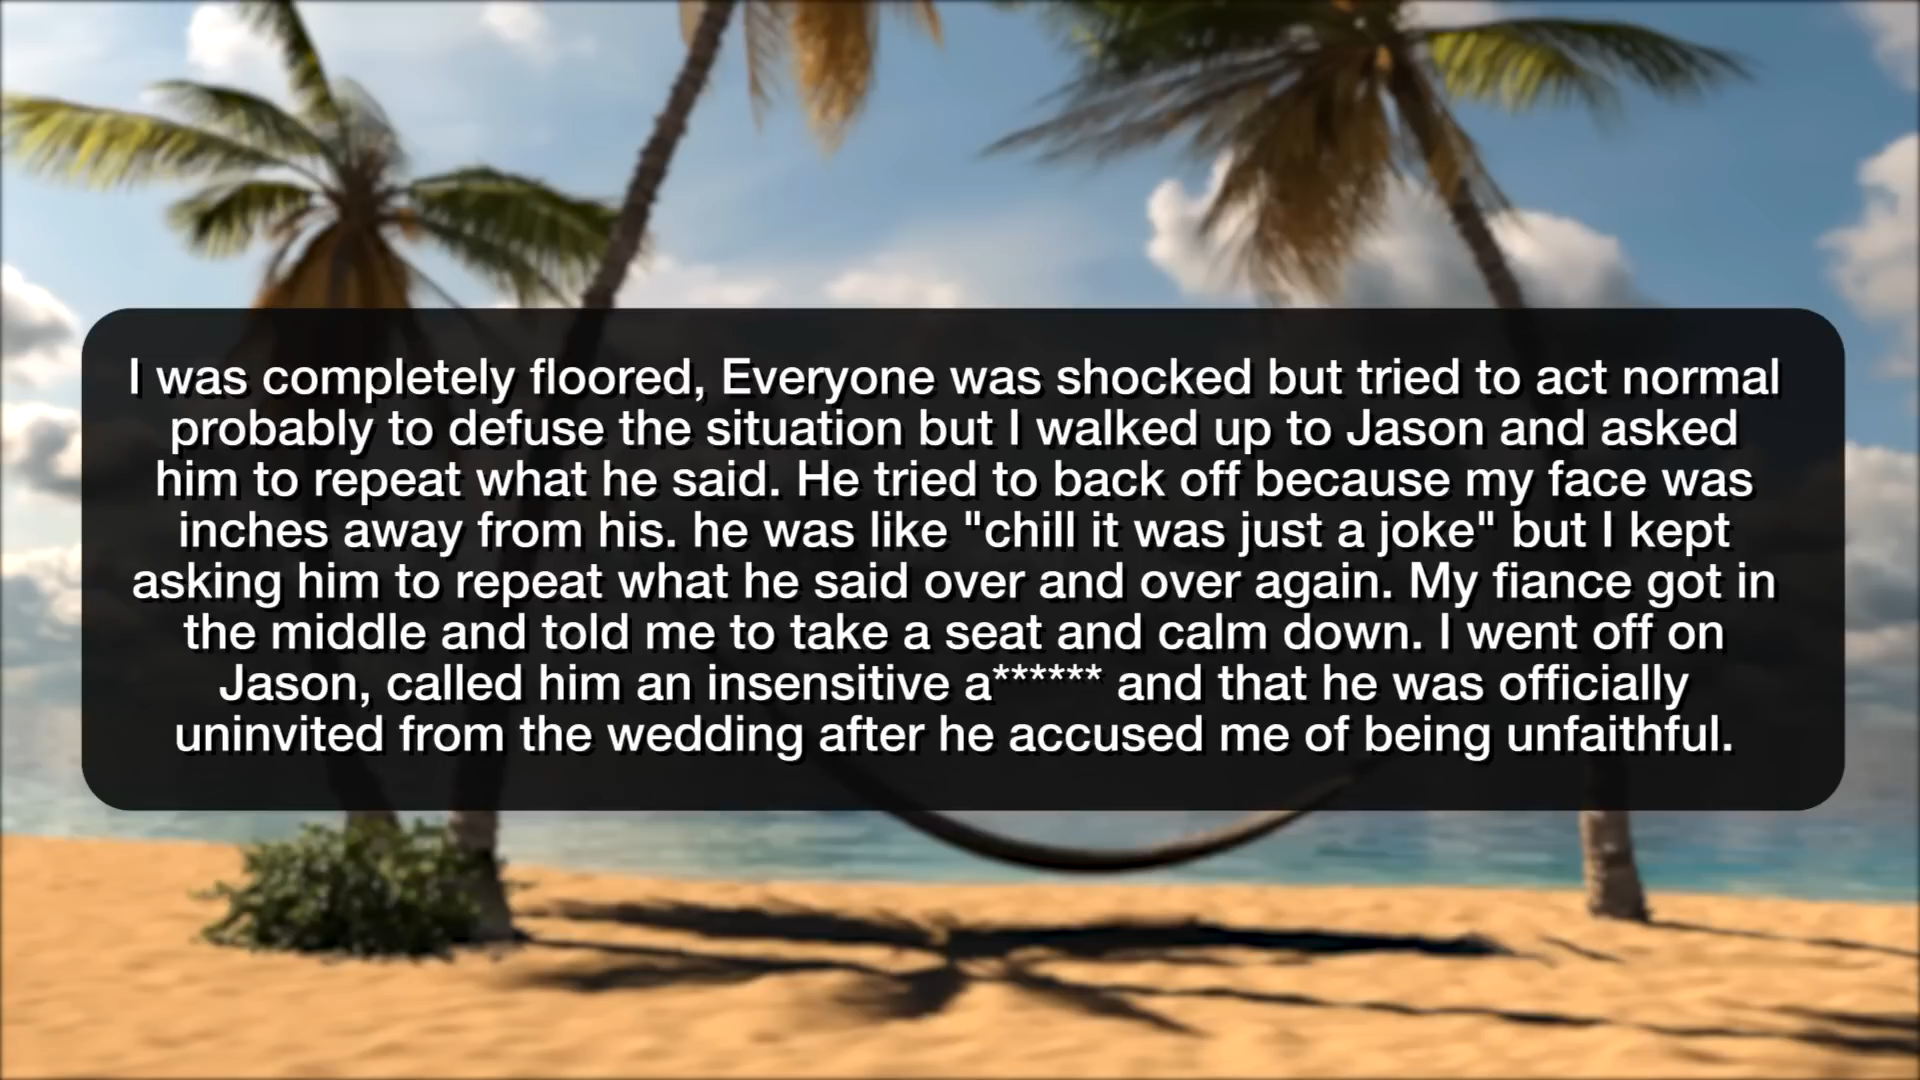 I was completely floored, Everyone was shocked but tried to act normal
probably to defuse the situation but I walked up to Jason and asked
him to repeat what he said. He tried to back off because my face was
inches away from his. he was like "chill it was just a joke" but I kept
asking him to repeat what he said over and over again. My fiance got in
the middle and told me to take a seat and calm down. I went off on
Jason, called him an insensitive a****** and that he was officially
uninvited from the wedding after he accused me of being unfaithful.